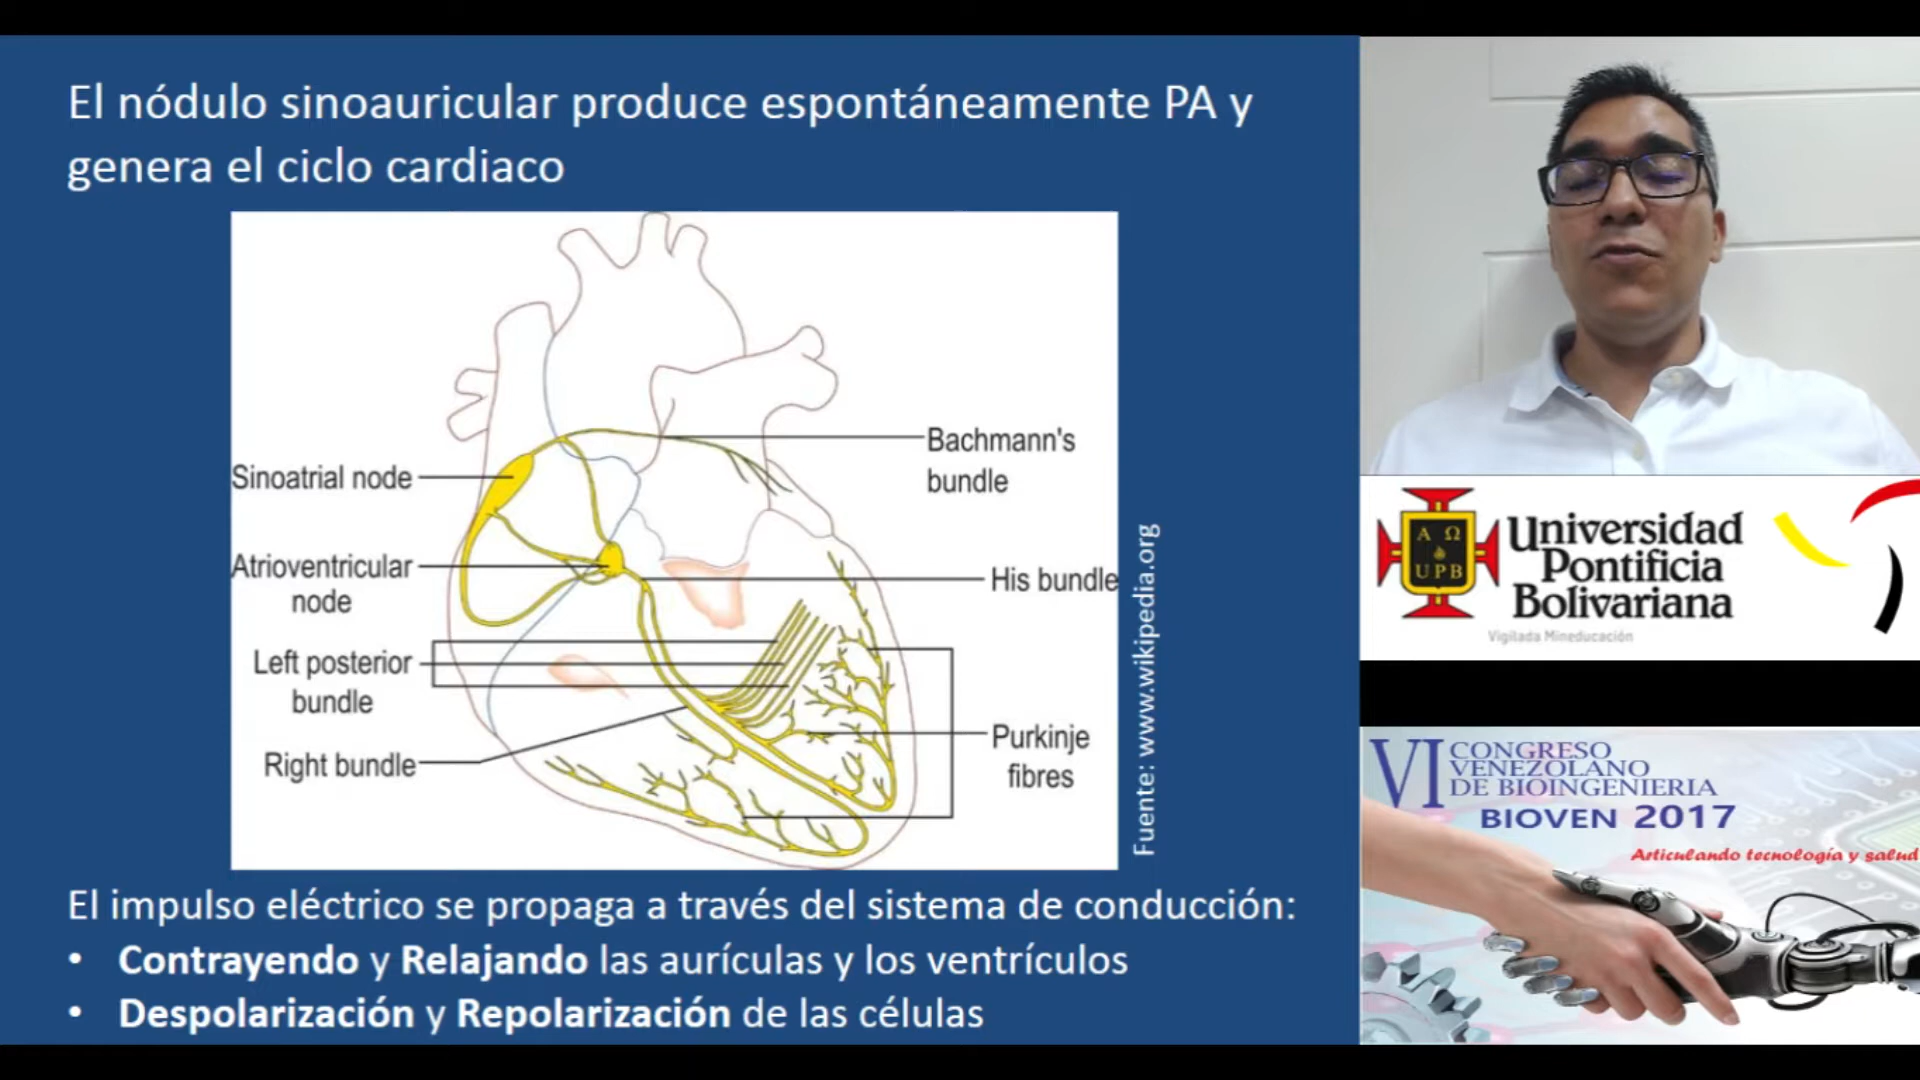 El nódulo sinoauricular produce espontáneamente PA y
genera el ciclo cardiaco
Sinoatrial node
Atrioventricular
node
Left posterior
bundle
Right bundle
Bachmann's
bundle
His bundle
Purkinje
fibres
Fuente: www.wikipedia.org
El impulso eléctrico se propaga a través del sistema de conducción:
• Contrayendo y Relajando las aurículas y los ventrículos
• Despolarización y Repolarización de las células
Α Ω
UPB
Universidad
Pontificia
Bolivariana
Vigilada Mineducación
VI CONGRESO
VENEZOLANO
DE BIOINGENIERIA
BIOVEN 2017
Articulando tecnología y salud